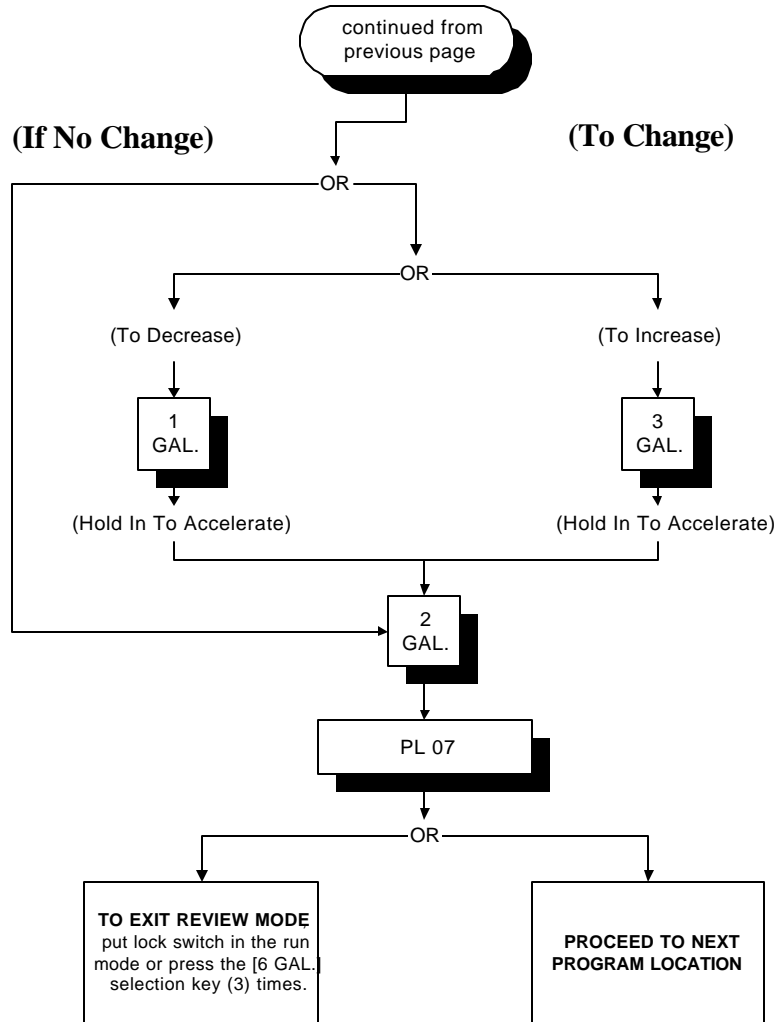 continued from
previous page
(If No Change)
(To Change)
OR
OR
(To Decrease)
(To Increase)
1
GAL.
3
GAL.
(Hold In To Accelerate)
(Hold In To Accelerate)
2
GAL.
PL 07
OR
TO EXIT REVIEW MODE,
put lock switch in the run
mode or press the [6 GAL.]
selection key (3) times.
PROCEED TO NEXT
PROGRAM LOCATION